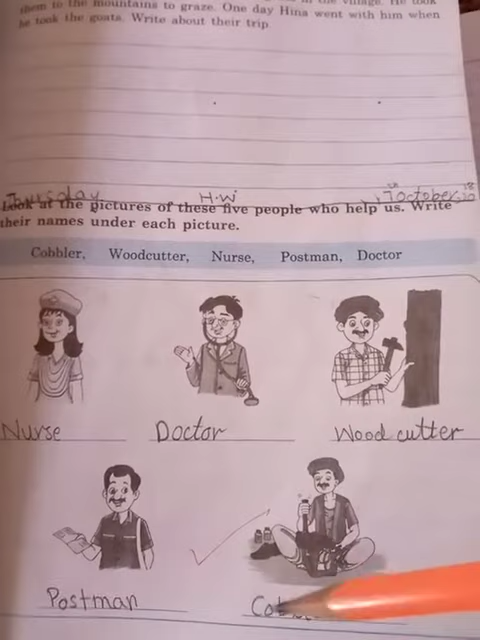 them to the mountains to graze. One day Hina went with him when
he took the goats. Write about their trip
Thursday H.W October
Look at the pictures of these five people who help us. Write
their names under each picture.
Cobbler, Woodcutter, Nurse, Postman, Doctor
Nurse Doctor Wood cutter
Postman